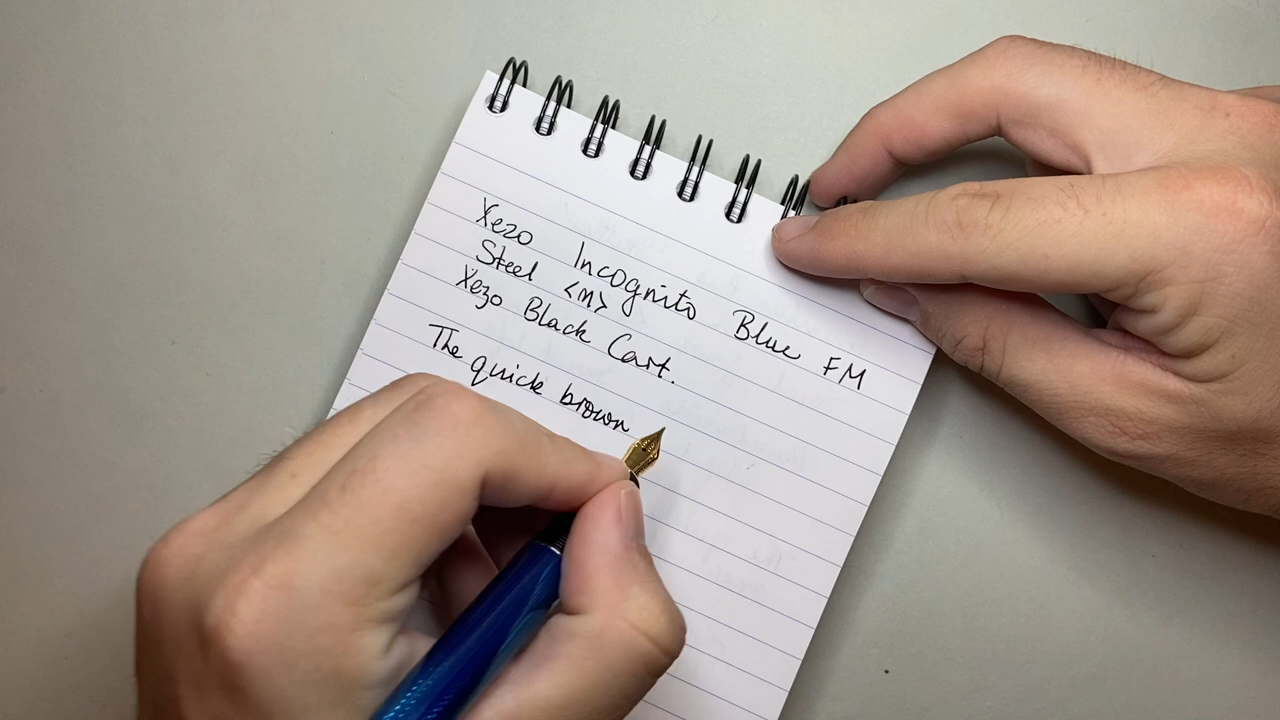 Xezo Incognito Blue FM
Steel <M>
Xezo Black Cart.
The quick brown